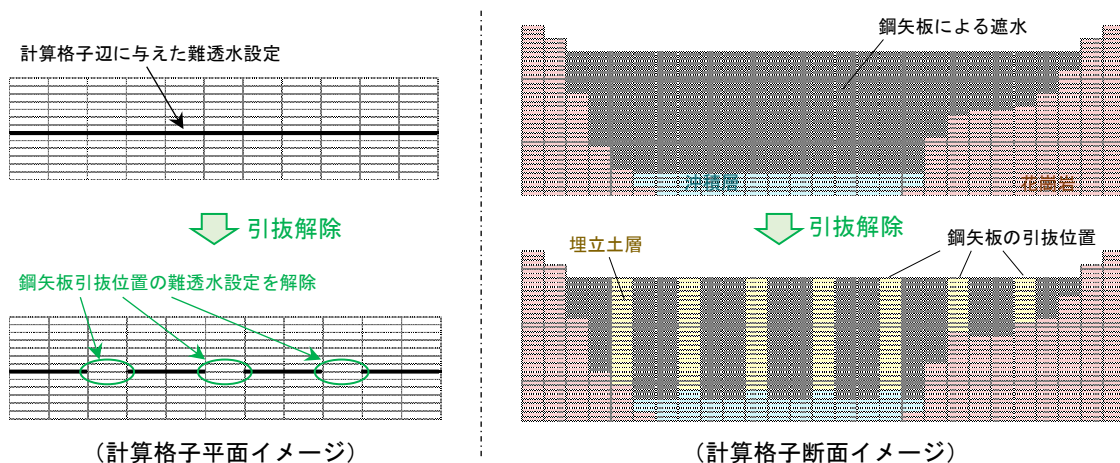 計算格子辺に与えた難透水設定
引抜解除
鋼矢板引抜位置の難透水設定を解除
(計算格子平面イメージ)
鋼矢板による遮水
沖積層
花崗岩
引抜解除
埋立土層
鋼矢板の引抜位置
(計算格子断面イメージ)